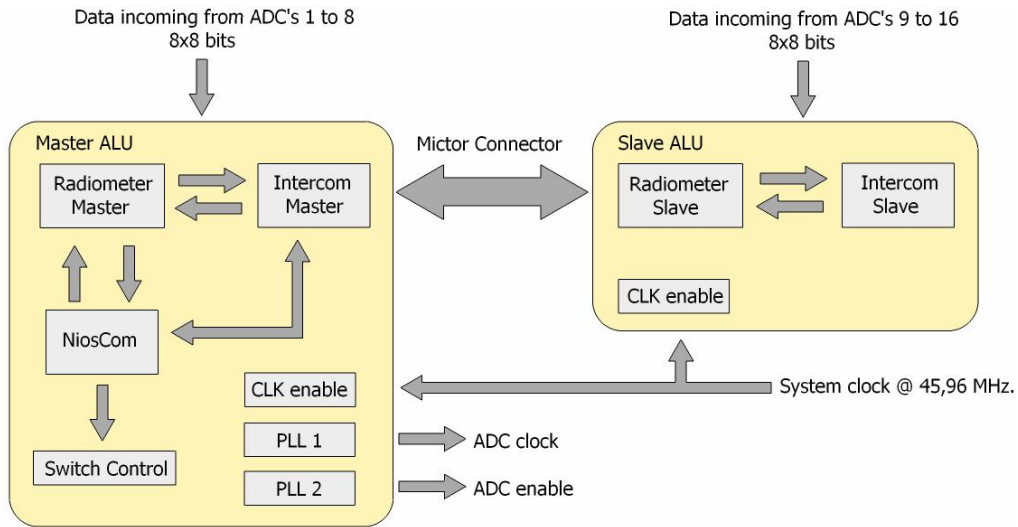 Data incoming from ADC's 1 to 8
8x8 bits
Data incoming from ADC's 9 to 16
8x8 bits
Master ALU
Radiometer
Master
Intercom
Master
NiosCom
CLK enable
PLL 1
Switch Control
PLL 2
Mictor Connector
Slave ALU
Radiometer
Slave
Intercom
Slave
CLK enable
System clock @ 45,96 MHz.
ADC clock
ADC enable